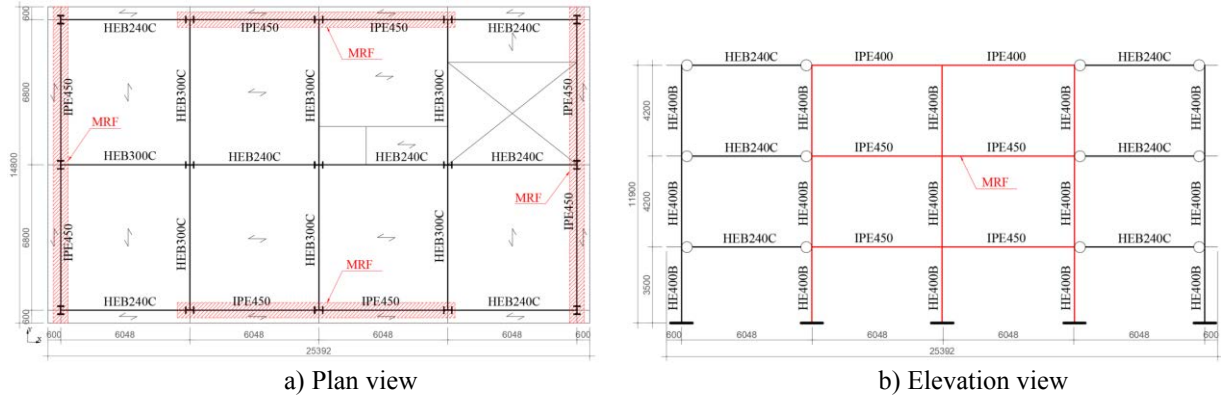 600
HEB240C IPE450 IPE450 HEB240C
MRF
6800
IPE450 HEB300C HEB300C HEB300C IPE450
MRF
14800
HEB300C HEB240C HEB240C HEB240C
MRF
6800
IPE450 HEB300C HEB300C HEB300C IPE450
MRF
HEB240C IPE450 IPE450 HEB240C
600
Y
X
600 6048 6048 6048 6048 600
25392
a) Plan view
HEB240C IPE400 IPE400 HEB240C
4200
HE400B HE400B HE400B HE400B HE400B
HEB240C IPE450 IPE450 HEB240C
MRF
11900
4200
HE400B HE400B HE400B HE400B HE400B
HEB240C IPE450 IPE450 HEB240C
3500
HE400B HE400B HE400B HE400B HE400B
600 6048 6048 6048 6048 600
25392
b) Elevation view